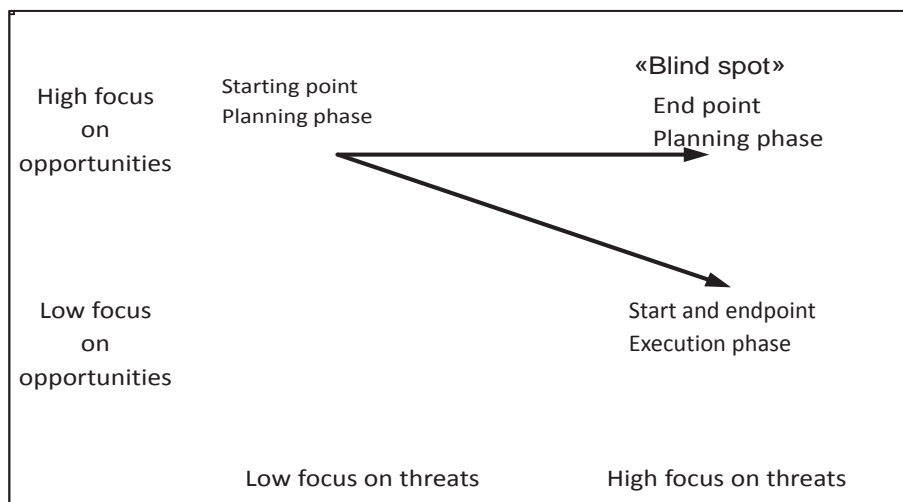 «Blind spot»
Starting point
Planning phase
End point
Planning phase
High focus
on
opportunities
Low focus
on
opportunities
Start and endpoint
Execution phase
Low focus on threats
High focus on threats